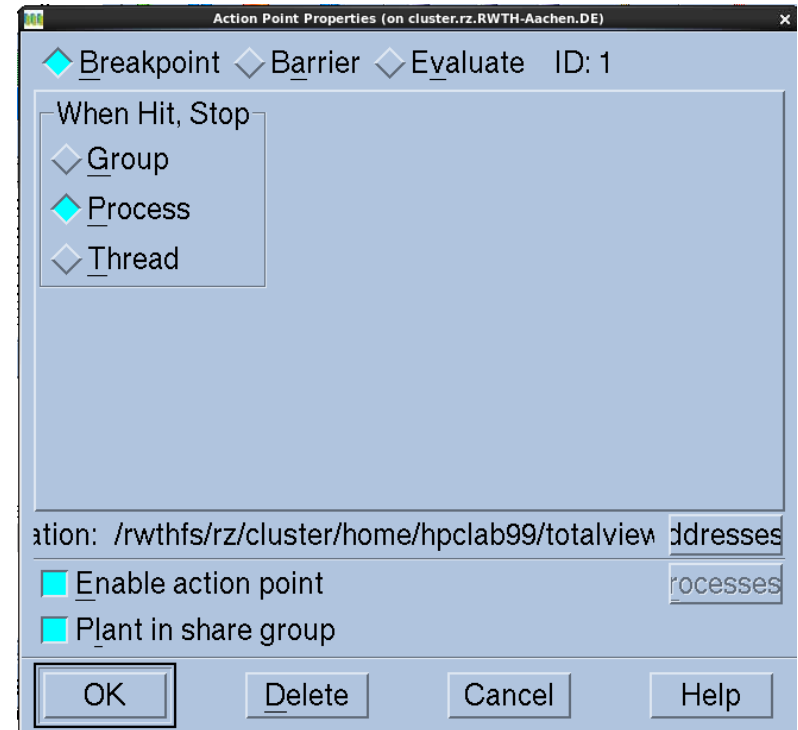 Action Point Properties (on cluster.rz.RWTH-Aachen.DE)
Breakpoint Barrier Evaluate ID: 1
When Hit, Stop
Group
Process
Thread
ation: /rwthfs/rz/cluster/home/hpclab99/totalview ddresses
Enable action point rocesses
Plant in share group
OK Delete Cancel Help